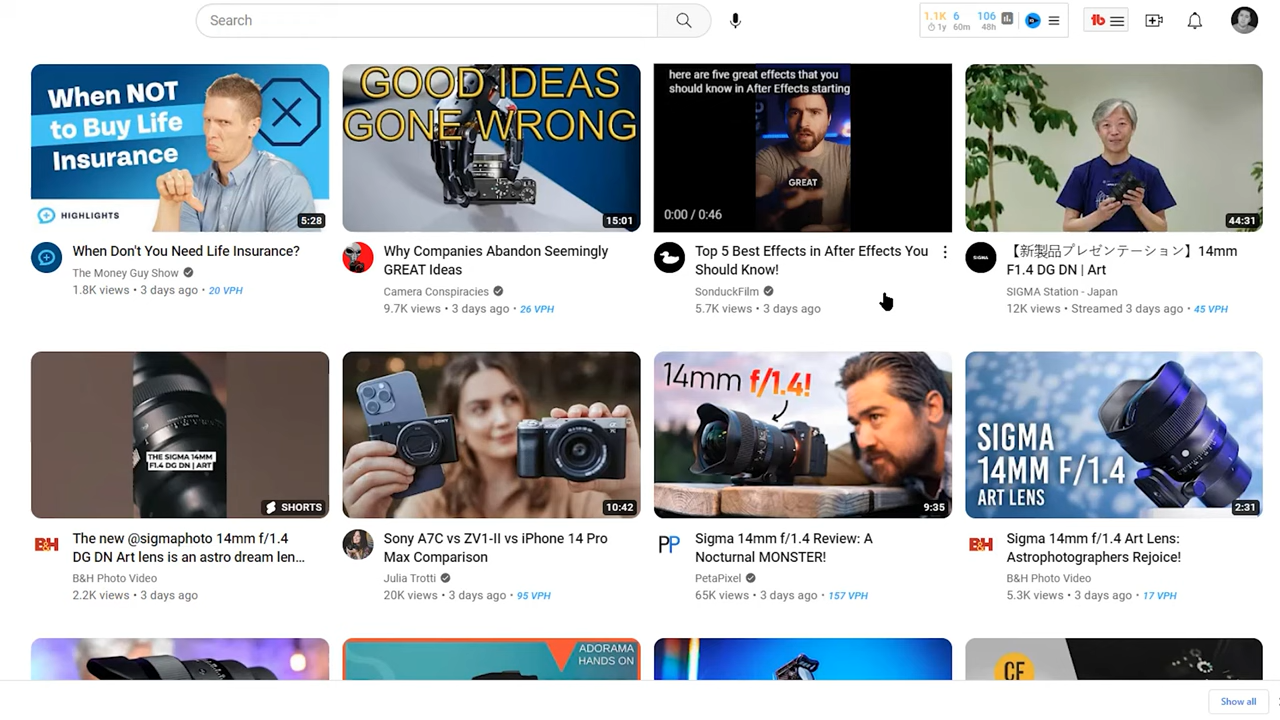 Search
1.1K 6 106
1y 60m 48h
tb
When NOT
to Buy Life
Insurance
HIGHLIGHTS
5:28
GOOD IDEAS
GONE WRONG
15:01
here are five great effects that you
should know in After Effects starting
GREAT
0:00 / 0:46
44:31
When Don't You Need Life Insurance?
The Money Guy Show
1.8K views • 3 days ago • 20 VPH
Why Companies Abandon Seemingly
GREAT Ideas
Camera Conspiracies
9.7K views • 3 days ago • 26 VPH
Top 5 Best Effects in After Effects You
Should Know!
SonduckFilm
5.7K views • 3 days ago
SIGMA
【新製品プレゼンテーション】14mm
F1.4 DG DN | Art
SIGMA Station - Japan
12K views • Streamed 3 days ago • 45 VPH
THE SIGMA 14MM
F1.4 DG DN | ART
SHORTS
SONY
10:42
14mm f/1.4!
9:35
SIGMA
14MM F/1.4
ART LENS
2:31
B&H
The new @sigmaphoto 14mm f/1.4
DG DN Art lens is an astro dream len...
B&H Photo Video
2.2K views • 3 days ago
Sony A7C vs ZV1-II vs iPhone 14 Pro
Max Comparison
Julia Trotti
20K views • 3 days ago • 95 VPH
PP
Sigma 14mm f/1.4 Review: A
Nocturnal MONSTER!
PetaPixel
65K views • 3 days ago • 157 VPH
B&H
Sigma 14mm f/1.4 Art Lens:
Astrophotographers Rejoice!
B&H Photo Video
5.3K views • 3 days ago • 17 VPH
ADORAMA
HANDS ON
CF
Show all